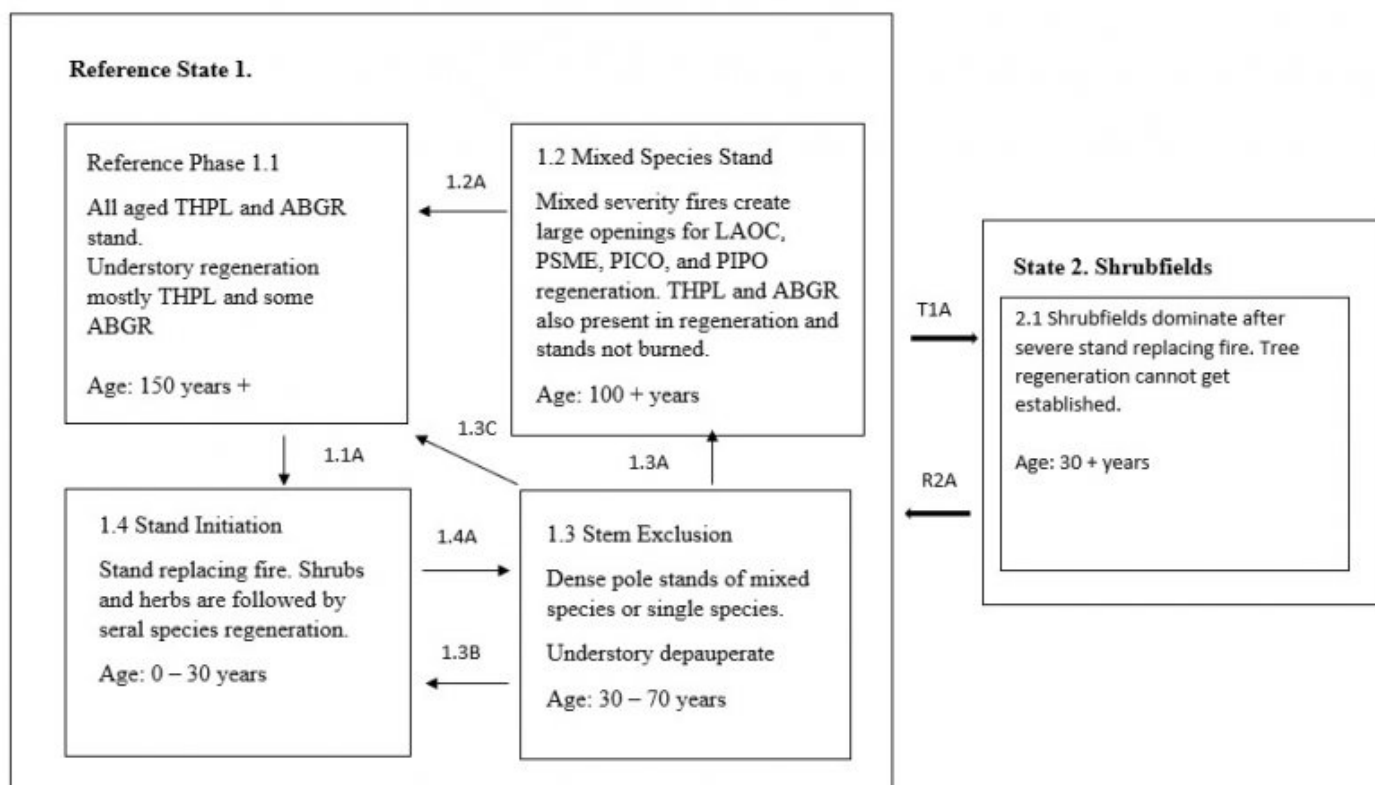 Reference State 1.
Reference Phase 1.1
All aged THPL and ABGR
stand.
Understory regeneration
mostly THPL and some
ABGR
Age: 150 years +
1.2A
1.2 Mixed Species Stand
Mixed severity fires create
large openings for LAOC,
PSME, PICO, and PIPO
regeneration. THPL and ABGR
also present in regeneration and
stands not burned.
Age: 100 + years
1.1A
1.3C
1.3A
1.4 Stand Initiation
Stand replacing fire. Shrubs
and herbs are followed by
seral species regeneration.
Age: 0 – 30 years
1.4A
1.3B
1.3 Stem Exclusion
Dense pole stands of mixed
species or single species.
Understory depauperate
Age: 30 – 70 years
T1A
R2A
State 2. Shrubfields
2.1 Shrubfields dominate after
severe stand replacing fire. Tree
regeneration cannot get
established.
Age: 30 + years